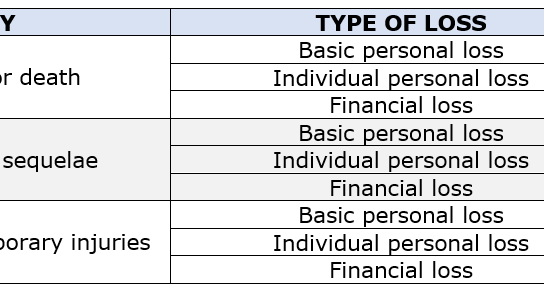 Y TYPE OF LOSS
Basic personal loss
or death Individual personal loss
Financial loss
Basic personal loss
sequelae Individual personal loss
Financial loss
Basic personal loss
porary injuries Individual personal loss
Financial loss